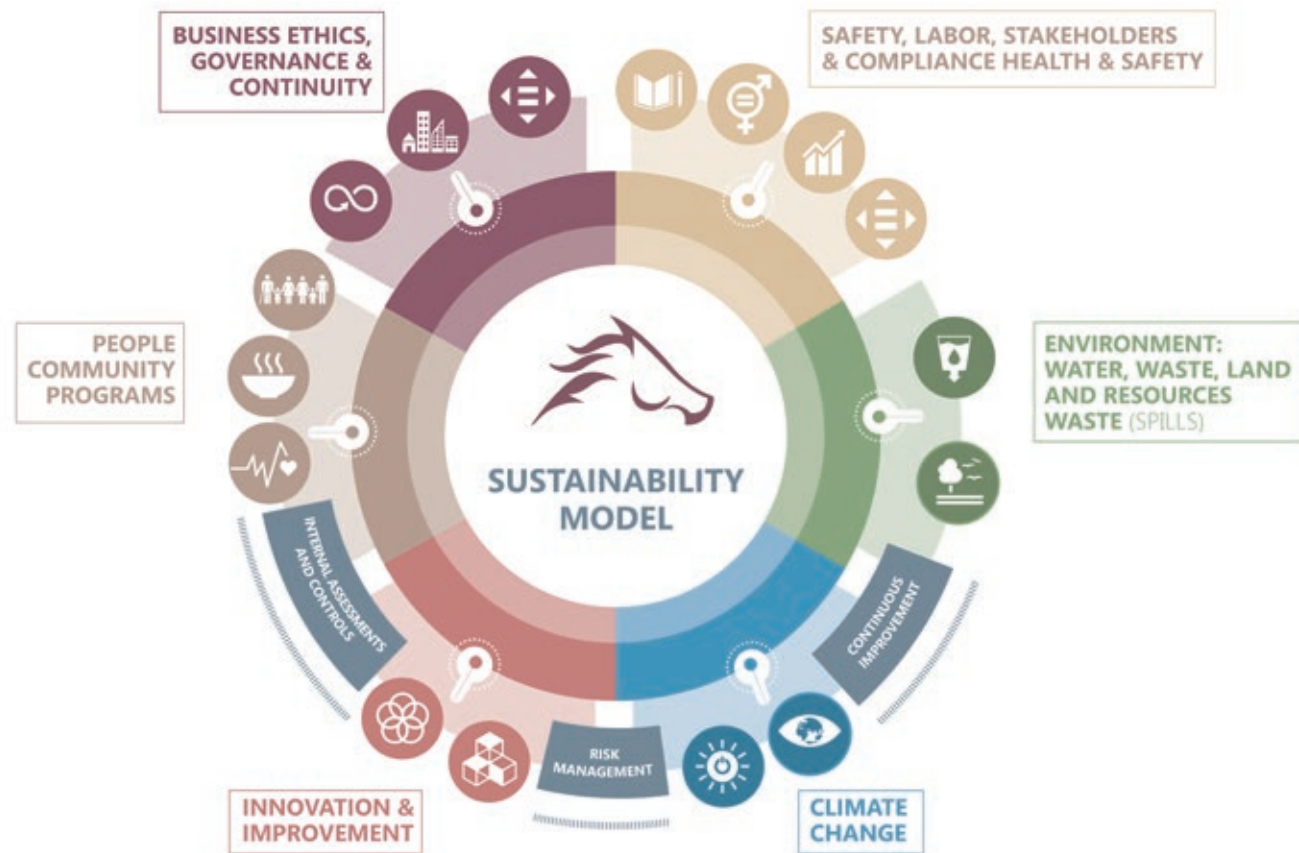 BUSINESS ETHICS,
GOVERNANCE &
CONTINUITY
SAFETY, LABOR, STAKEHOLDERS
& COMPLIANCE HEALTH & SAFETY
PEOPLE
COMMUNITY
PROGRAMS
ENVIRONMENT:
WATER, WASTE, LAND
AND RESOURCES
WASTE (SPILLS)
SUSTAINABILITY
MODEL
INTERNAL ASSESSMENTS
AND CONTROLS
CONTINUOUS
IMPROVEMENT
RISK
MANAGEMENT
INNOVATION &
IMPROVEMENT
CLIMATE
CHANGE